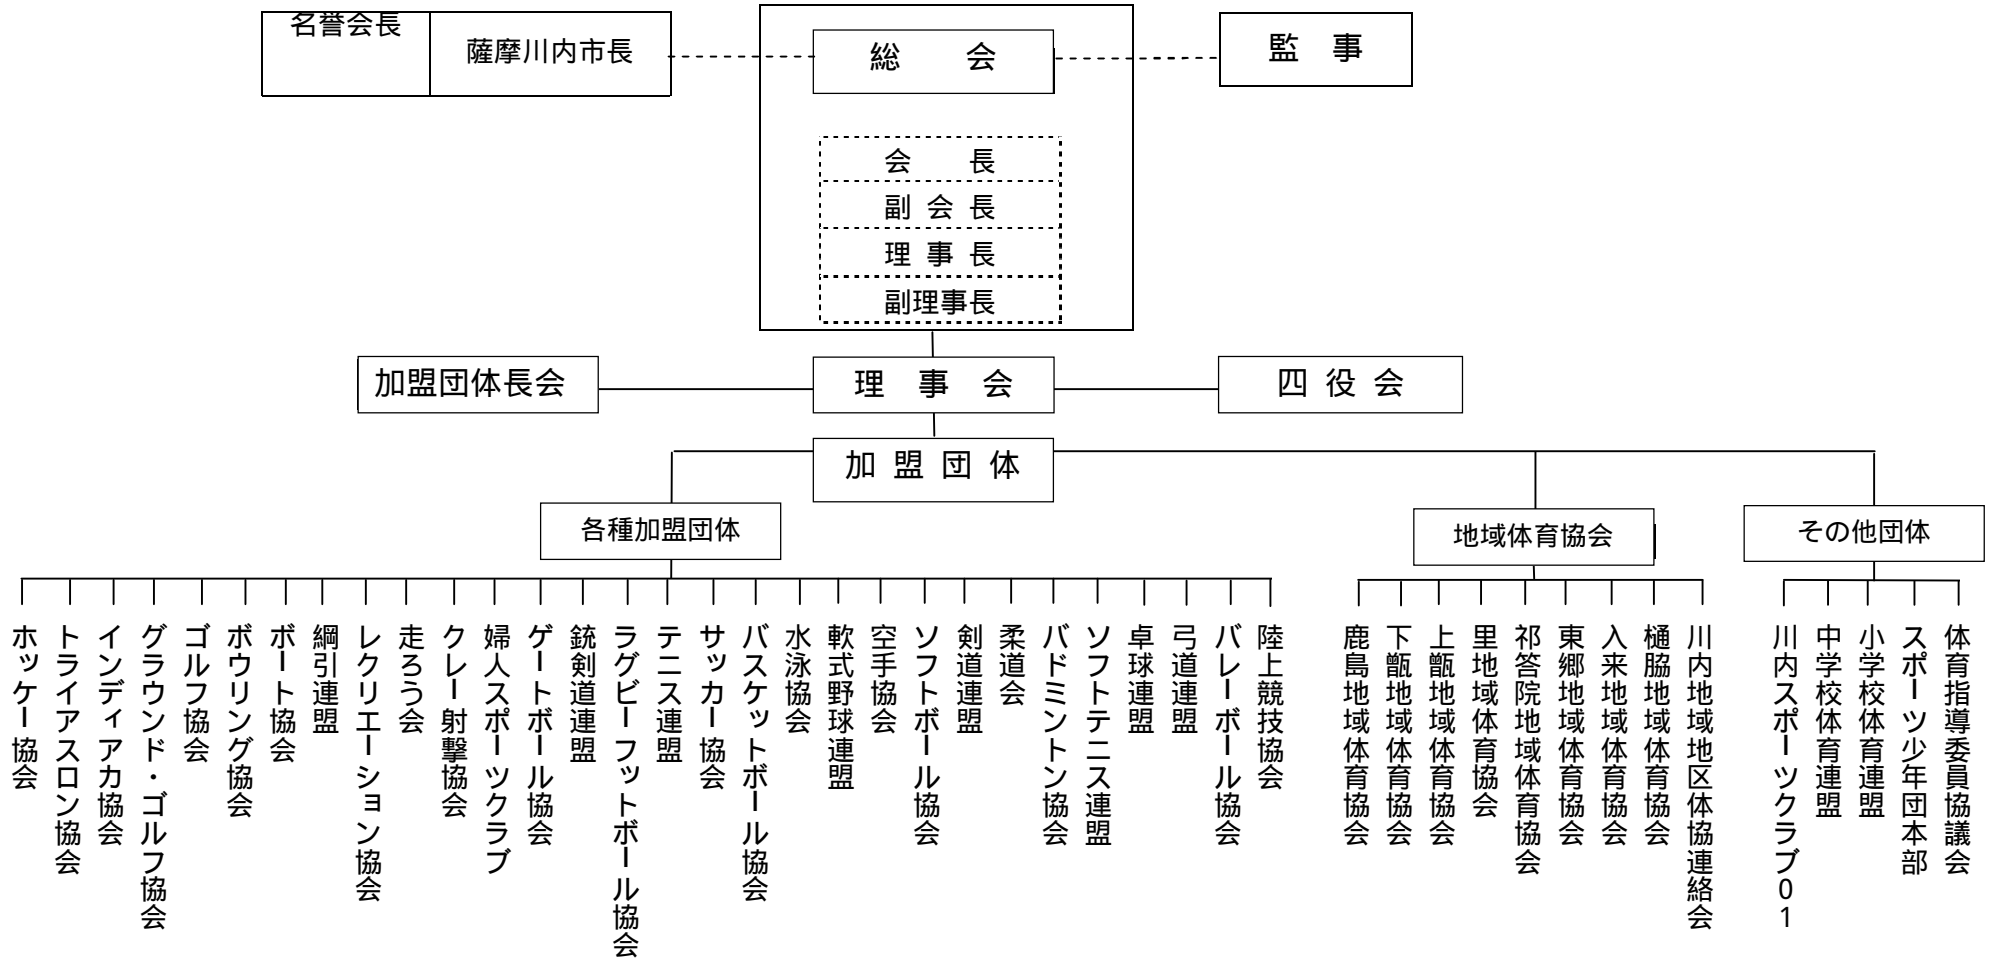 名誉会長
薩摩川内市長
総　会
監　事
会　長
副会長
理事長
副理事長
加盟団体長会
理　事　会
四役会
加盟団体
各種加盟団体
地域体育協会
その他団体
ホッケー協会
トライアスロン協会
インディアカ協会
グラウンド・ゴルフ協会
ゴルフ協会
ボウリング協会
ボート協会
綱引連盟
レクリエーション協会
走ろう会
クレー射撃協会
婦人スポーツクラブ
ゲートボール協会
銃剣道連盟
ラグビーフットボール協会
テニス連盟
サッカー協会
バスケットボール協会
水泳協会
軟式野球連盟
空手協会
ソフトボール協会
剣道連盟
柔道会
バドミントン協会
ソフトテニス連盟
卓球連盟
弓道連盟
バレーボール協会
陸上競技協会
鹿島地域体育協会
下甑地域体育協会
上甑地域体育協会
里地域体育協会
祁答院地域体育協会
東郷地域体育協会
入来地域体育協会
樋脇地域体育協会
川内地域地区体協連絡会
川内スポーツクラブ01
中学校体育連盟
小学校体育連盟
スポーツ少年団本部
体育指導委員協議会